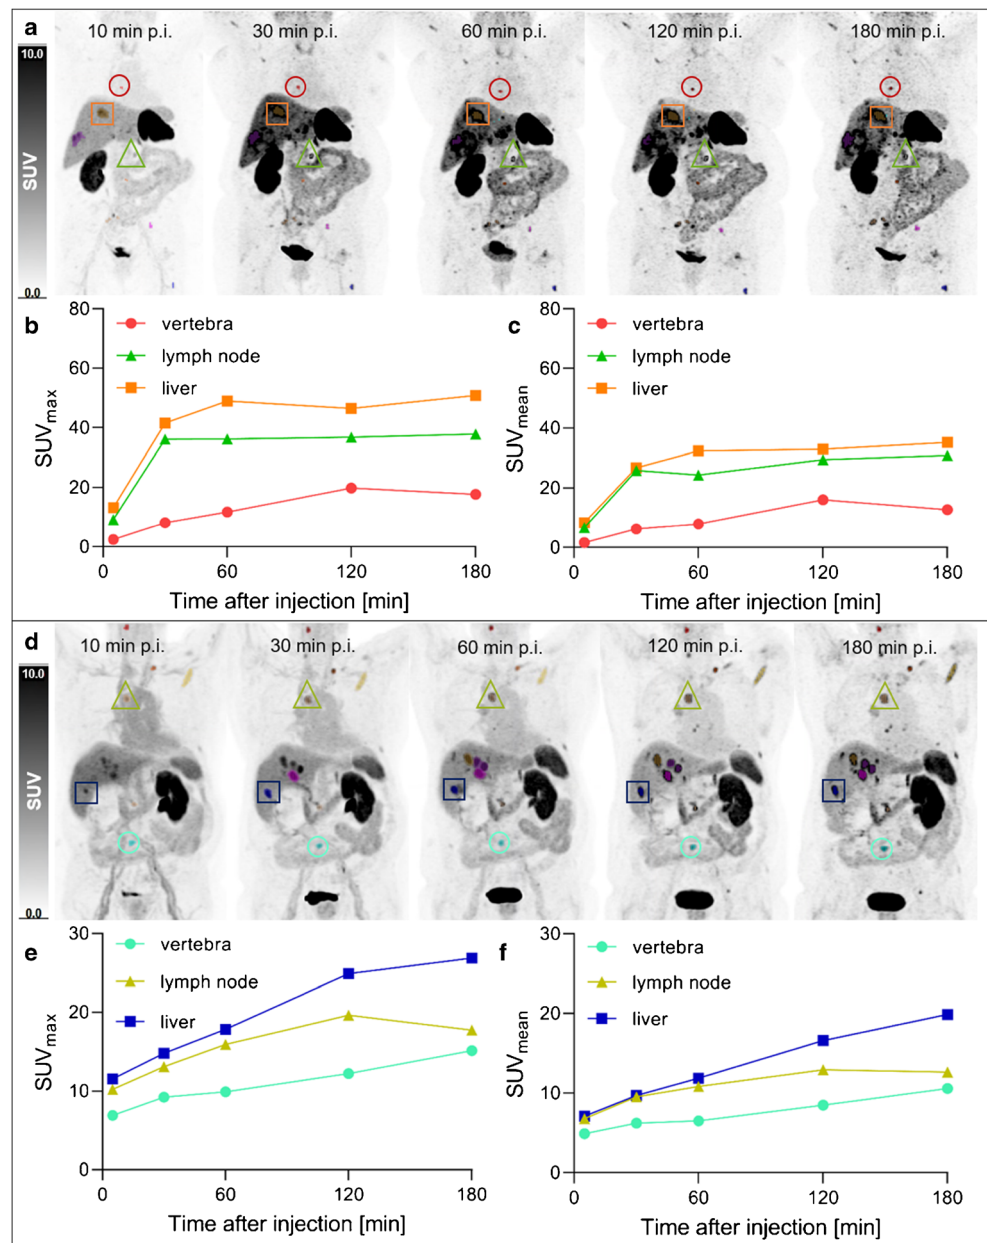 a
10 min p.i. 30 min p.i. 60 min p.i. 120 min p.i. 180 min p.i.
10.0
SUV
0.0
b
80
60
40
20
0
SUVmax
vertebra
lymph node
liver
0 60 120 180
Time after injection [min]
c
80
60
40
20
0
SUVmean
vertebra
lymph node
liver
0 60 120 180
Time after injection [min]
d
10 min p.i. 30 min p.i. 60 min p.i. 120 min p.i. 180 min p.i.
10.0
SUV
0.0
e
30
20
10
0
SUVmax
vertebra
lymph node
liver
0 60 120 180
Time after injection [min]
f
30
20
10
0
SUVmean
vertebra
lymph node
liver
0 60 120 180
Time after injection [min]